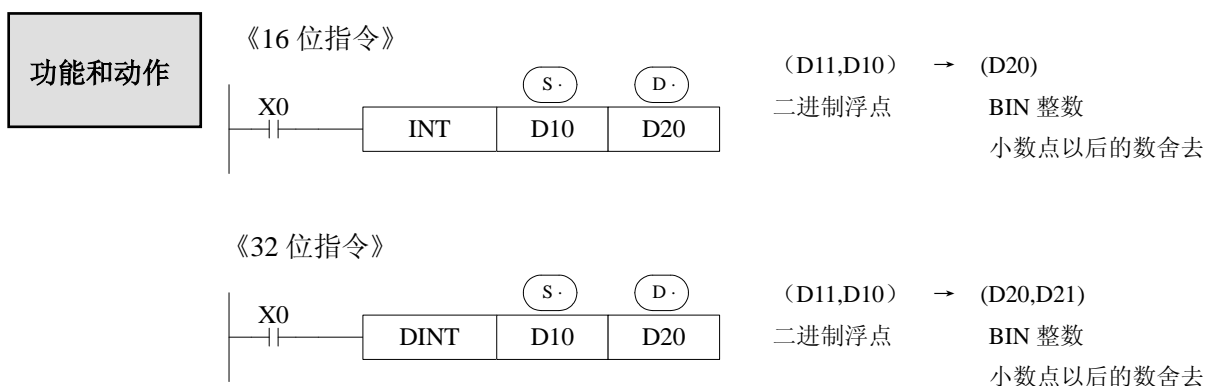 功能和动作
《16 位指令》
S · D ·
X0
INT D10 D20
（D11,D10） → (D20)
二进制浮点 BIN 整数
小数点以后的数舍去
《32 位指令》
S · D ·
X0
DINT D10 D20
（D11,D10） → (D20,D21)
二进制浮点 BIN 整数
小数点以后的数舍去